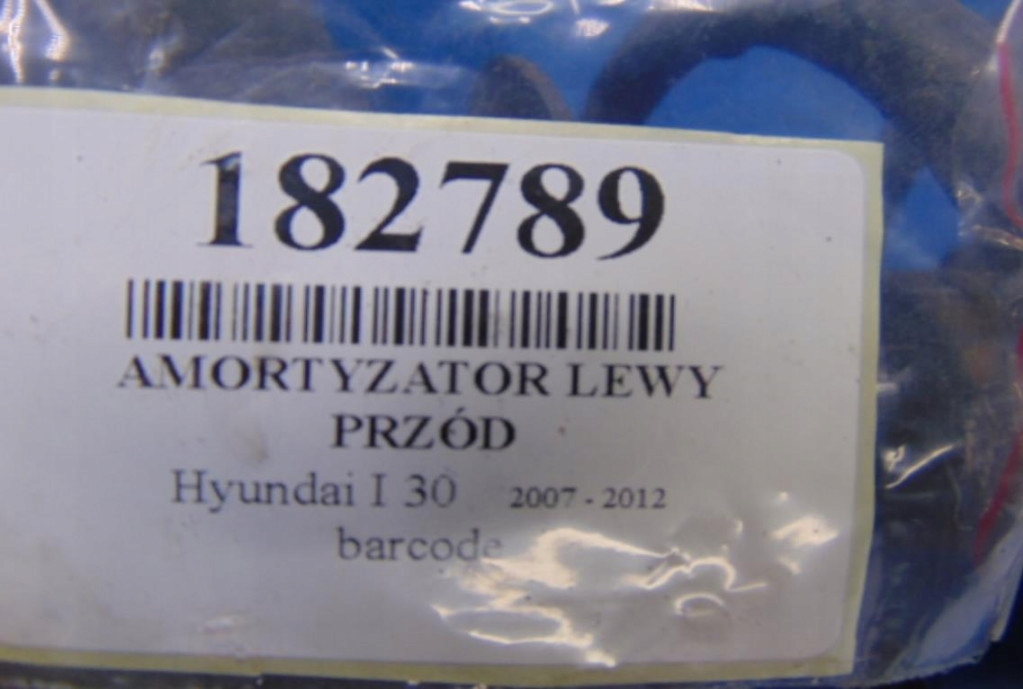 182789
AMORTYZATOR LEWY
PRZÓD
Hyundai I 30 2007 - 2012
barcode